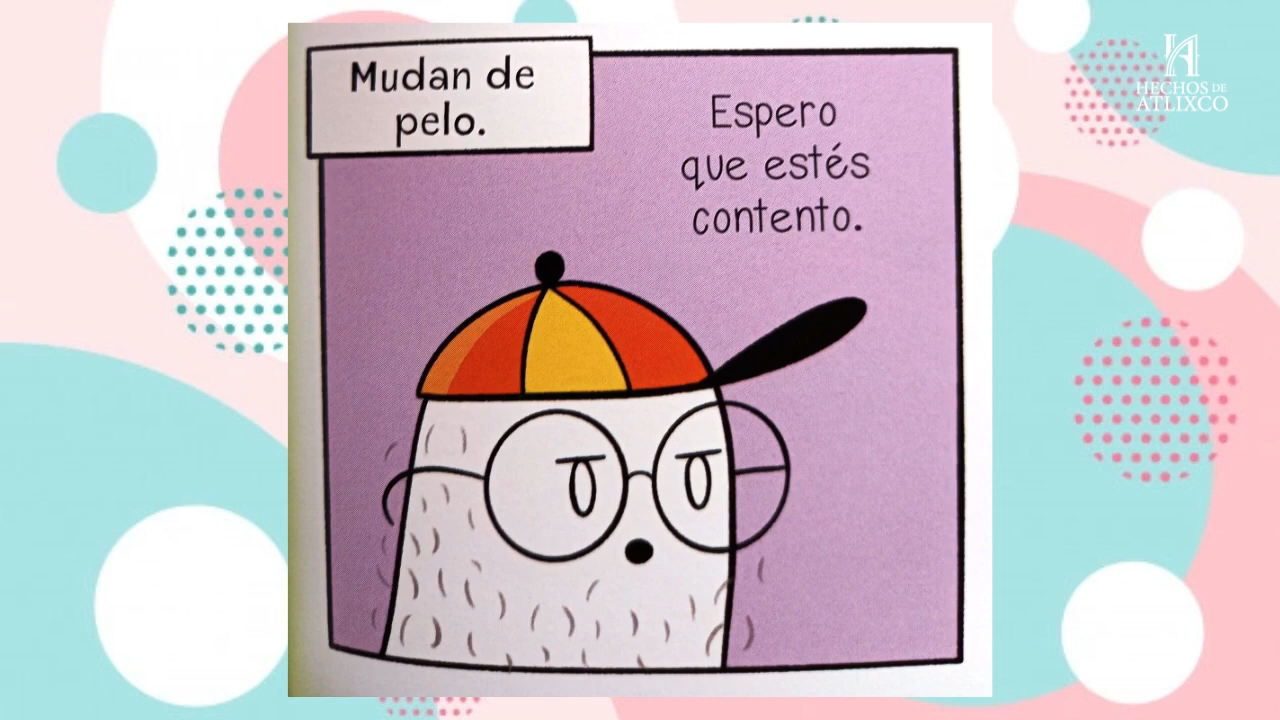 Mudan de
pelo.
Espero
que estés
contento.
HECHOS DE
ATLIXCO